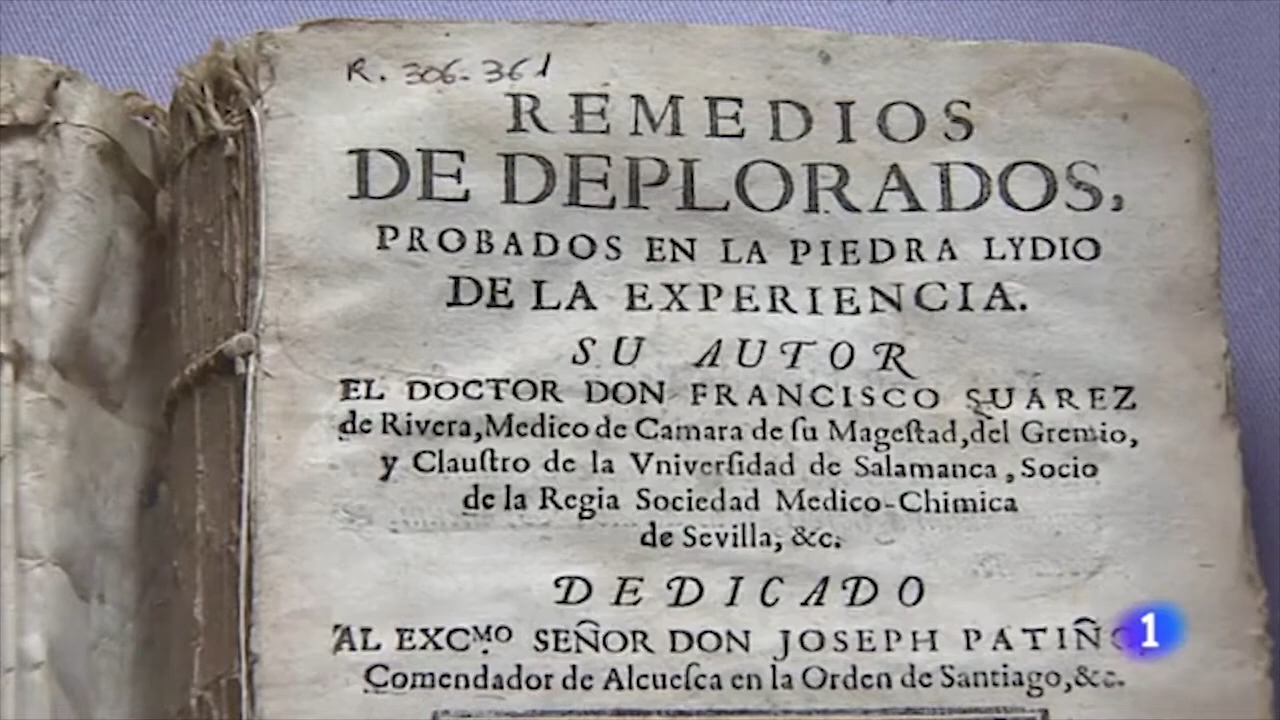 R. 306-361
REMEDIOS
DE DEPLORADOS,
PROBADOS EN LA PIEDRA LYDIO
DE LA EXPERIENCIA.
SU AUTOR
EL DOCTOR DON FRANCISCO SUAREZ
de Rivera, Medico de Camara de ſu Mageſtad, del Gremio,
y Clauſtro de la Vniverſidad de Salamanca, Socio
de la Regia Sociedad Medico-Chimica
de Sevilla, &c.
DEDICADO
AL EXC.MO SEÑOR DON JOSEPH PATIÑO
Comendador de Alcueſca en la Orden de Santiago, &c.
1